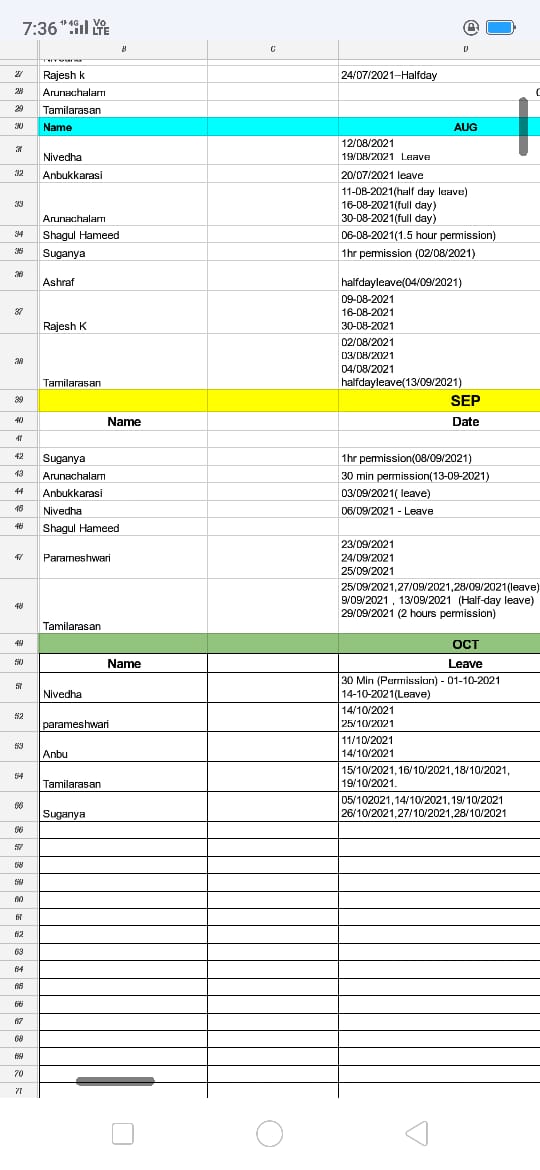 7:36 4G Vo LTE
B C D
27 Rajesh k 24/07/2021--Halfday
28 Arunachalam
29 Tamilarasan
30 Name AUG
31 Nivedha 12/08/2021
19/08/2021 Leave
32 Anbukkarasi 20/07/2021 leave
33 Arunachalam 11-08-2021(half day leave)
16-08-2021(full day)
30-08-2021(full day)
34 Shagul Hameed 06-08-2021(1.5 hour permission)
35 Suganya 1hr permission (02/08/2021)
36 Ashraf halfdayleave(04/09/2021)
37 Rajesh K 09-08-2021
16-08-2021
30-08-2021
38 Tamilarasan 02/08/2021
03/08/2021
04/08/2021
halfdayleave(13/09/2021)
39 SEP
40 Name Date
41
42 Suganya 1hr permission(08/09/2021)
43 Arunachalam 30 min permission(13-09-2021)
44 Anbukkarasi 03/09/2021( leave)
45 Nivedha 06/09/2021 - Leave
46 Shagul Hameed
47 Parameshwari 23/09/2021
24/09/2021
25/09/2021
48 Tamilarasan 25/09/2021,27/09/2021,28/09/2021(leave)
9/09/2021 , 13/09/2021 (Half-day leave)
29/09/2021 (2 hours permission)
49 OCT
50 Name Leave
51 Nivedha 30 Min (Permission) - 01-10-2021
14-10-2021(Leave)
52 parameshwari 14/10/2021
25/10/2021
53 Anbu 11/10/2021
14/10/2021
54 Tamilarasan 15/10/2021,16/10/2021,18/10/2021,
19/10/2021.
55 Suganya 05/102021,14/10/2021,19/10/2021
26/10/2021,27/10/2021,28/10/2021
56
57
58
59
60
61
62
63
64
65
66
67
68
69
70
71